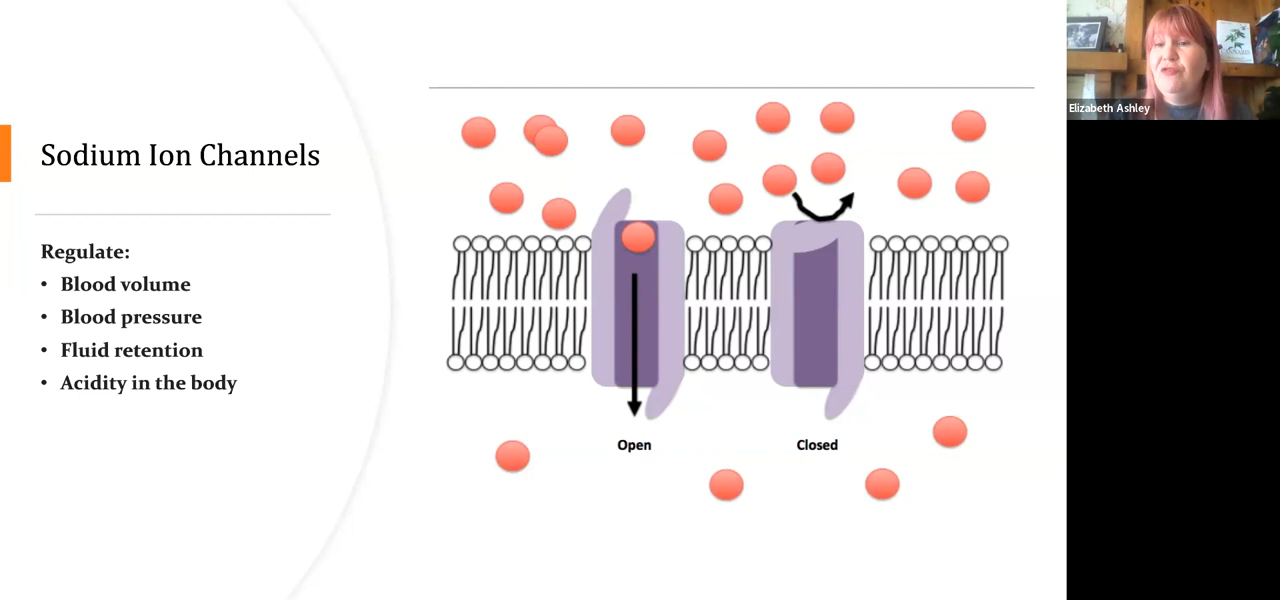 Sodium Ion Channels
Regulate:
• Blood volume
• Blood pressure
• Fluid retention
• Acidity in the body
Open
Closed
Elizabeth Ashley